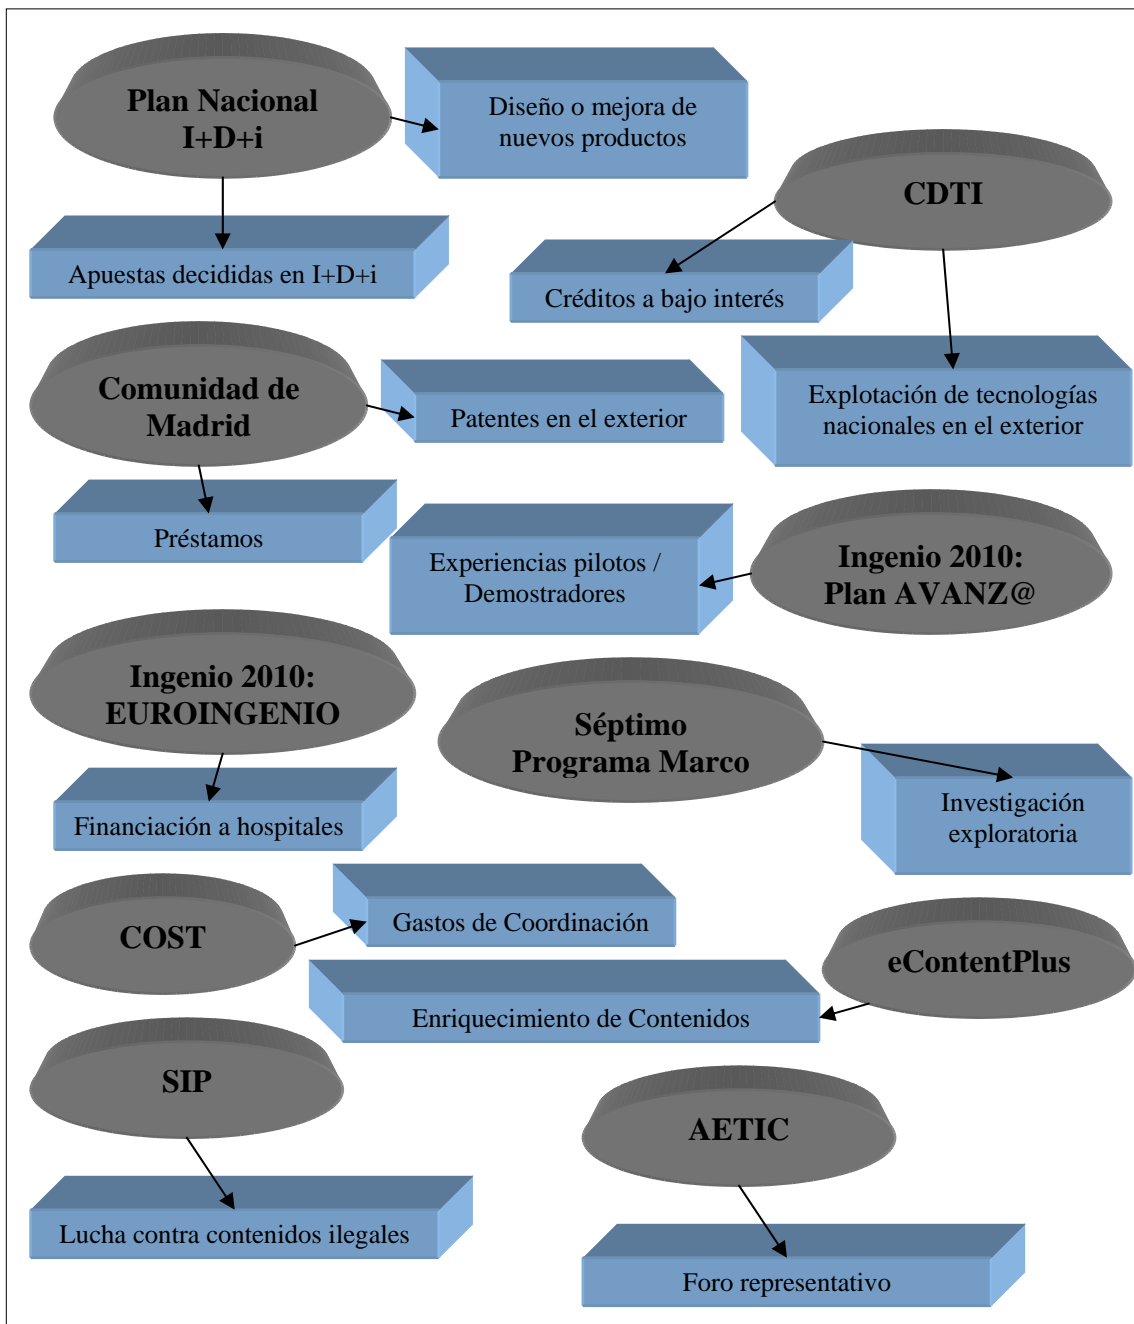 Plan Nacional
I+D+i
Diseño o mejora de
nuevos productos
CDTI
Apuestas decididas en I+D+i
Créditos a bajo interés
Comunidad de
Madrid
Patentes en el exterior
Explotación de tecnologías
nacionales en el exterior
Préstamos
Experiencias pilotos /
Demostradores
Ingenio 2010:
Plan AVANZ@
Ingenio 2010:
EUROINGENIO
Séptimo
Programa Marco
Financiación a hospitales
Investigación
exploratoria
COST
Gastos de Coordinación
eContentPlus
Enriquecimiento de Contenidos
SIP
AETIC
Lucha contra contenidos ilegales
Foro representativo